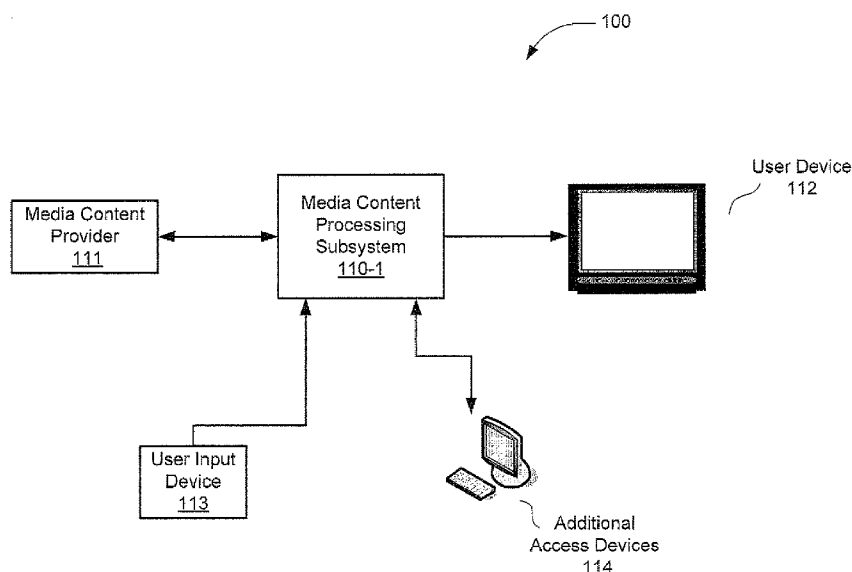 100
User Device
112
Media Content
Provider
111
Media Content
Processing
Subsystem
110-1
User Input
Device
113
Additional
Access Devices
114